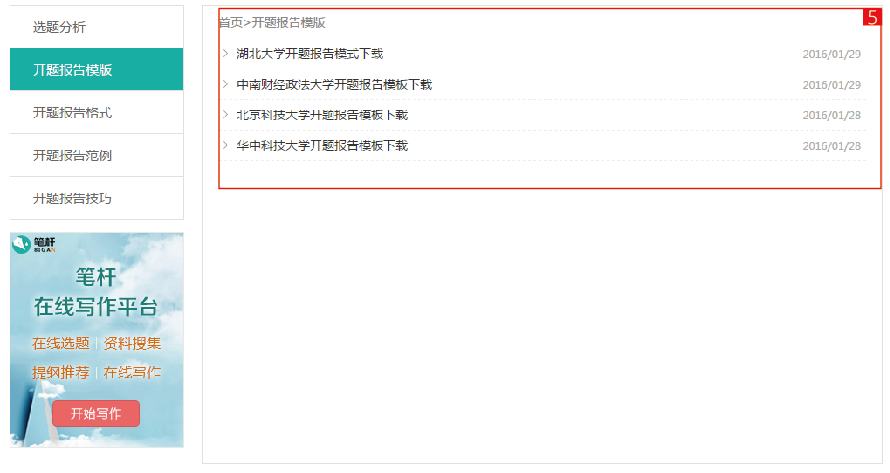 选题分析
开题报告模版
开题报告格式
开题报告范例
开题报告技巧
笔杆
BIGAN
笔杆
在线写作平台
在线选题 | 资料搜集
提纲推荐 | 在线写作
开始写作
5
首页>开题报告模版
湖北大学开题报告模式下载 2016/01/29
中南财经政法大学开题报告模板下载 2016/01/29
北京科技大学开题报告模板下载 2016/01/28
华中科技大学开题报告模板下载 2016/01/28